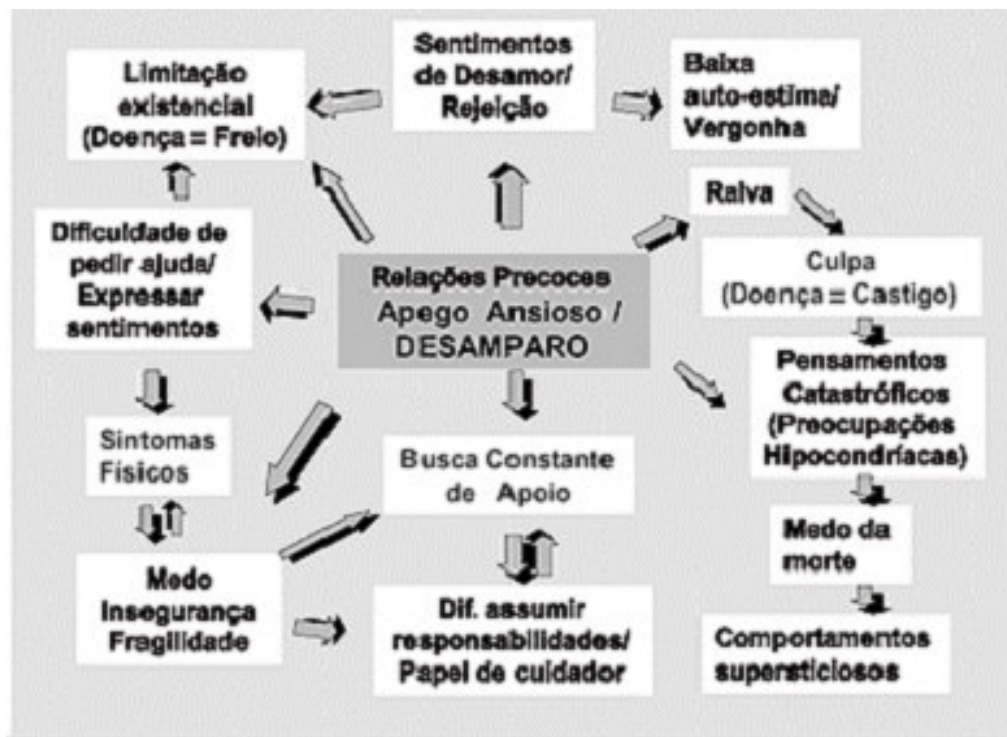 Limitação
existencial
(Doença = Freio)
Sentimentos
de Desamor/
Rejeição
Baixa
auto-estima/
Vergonha
Raiva
Dificuldade de
pedir ajuda/
Expressar
sentimentos
Relações Precoces
Apego Ansioso /
DESAMPARO
Culpa
(Doença = Castigo)
Pensamentos
Catastróficos
(Preocupações
Hipocondríacas)
Sintomas
Físicos
Busca Constante
de Apoio
Medo da
morte
Medo
Insegurança
Fragilidade
Dif. assumir
responsabilidades/
Papel de cuidador
Comportamentos
supersticiosos